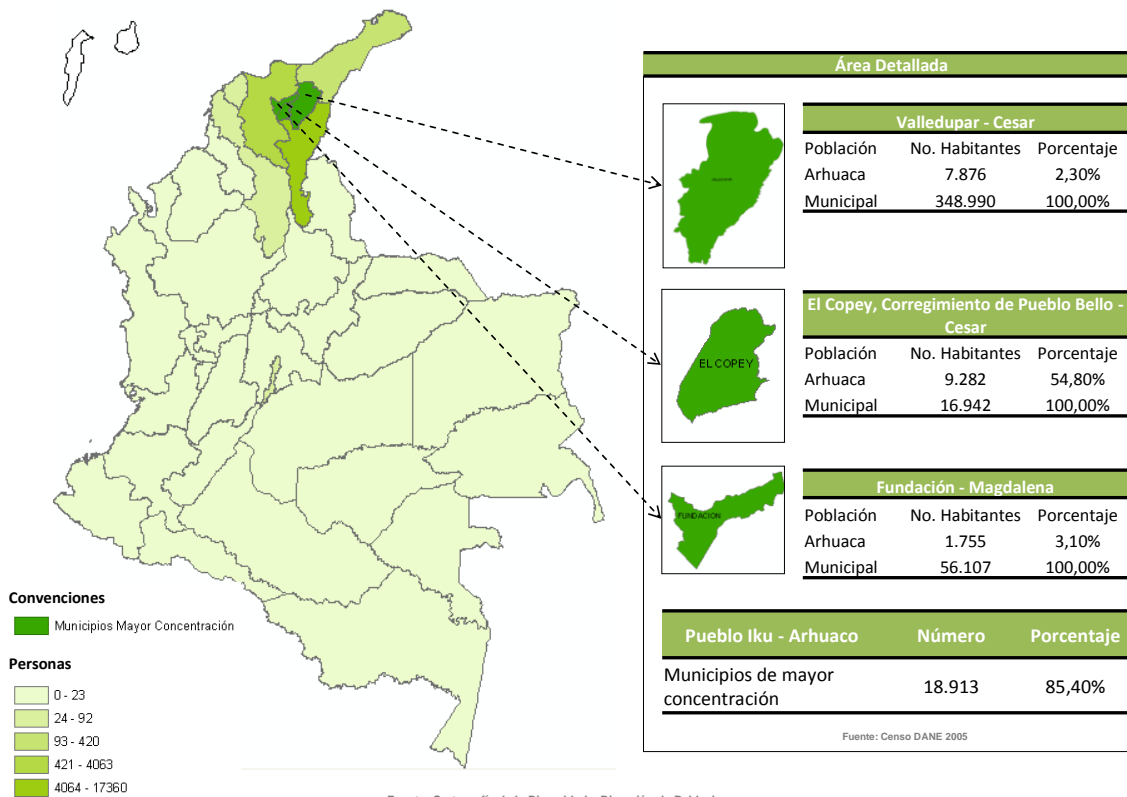 Área Detallada
Valledupar - Cesar
Población No. Habitantes Porcentaje
Arhuaca 7.876 2,30%
Municipal 348.990 100,00%
El Copey, Corregimiento de Pueblo Bello -
Cesar
Población No. Habitantes Porcentaje
EL COPEY
Arhuaca 9.282 54,80%
Municipal 16.942 100,00%
Fundación - Magdalena
Población No. Habitantes Porcentaje
FUNDACION
Arhuaca 1.755 3,10%
Municipal 56.107 100,00%
Pueblo Iku - Arhuaco Número Porcentaje
Municipios de mayor
concentración 18.913 85,40%
Fuente: Censo DANE 2005
Convenciones
Municipios Mayor Concentración
Personas
0 - 23
24 - 92
93 - 420
421 - 4063
4064 - 17360